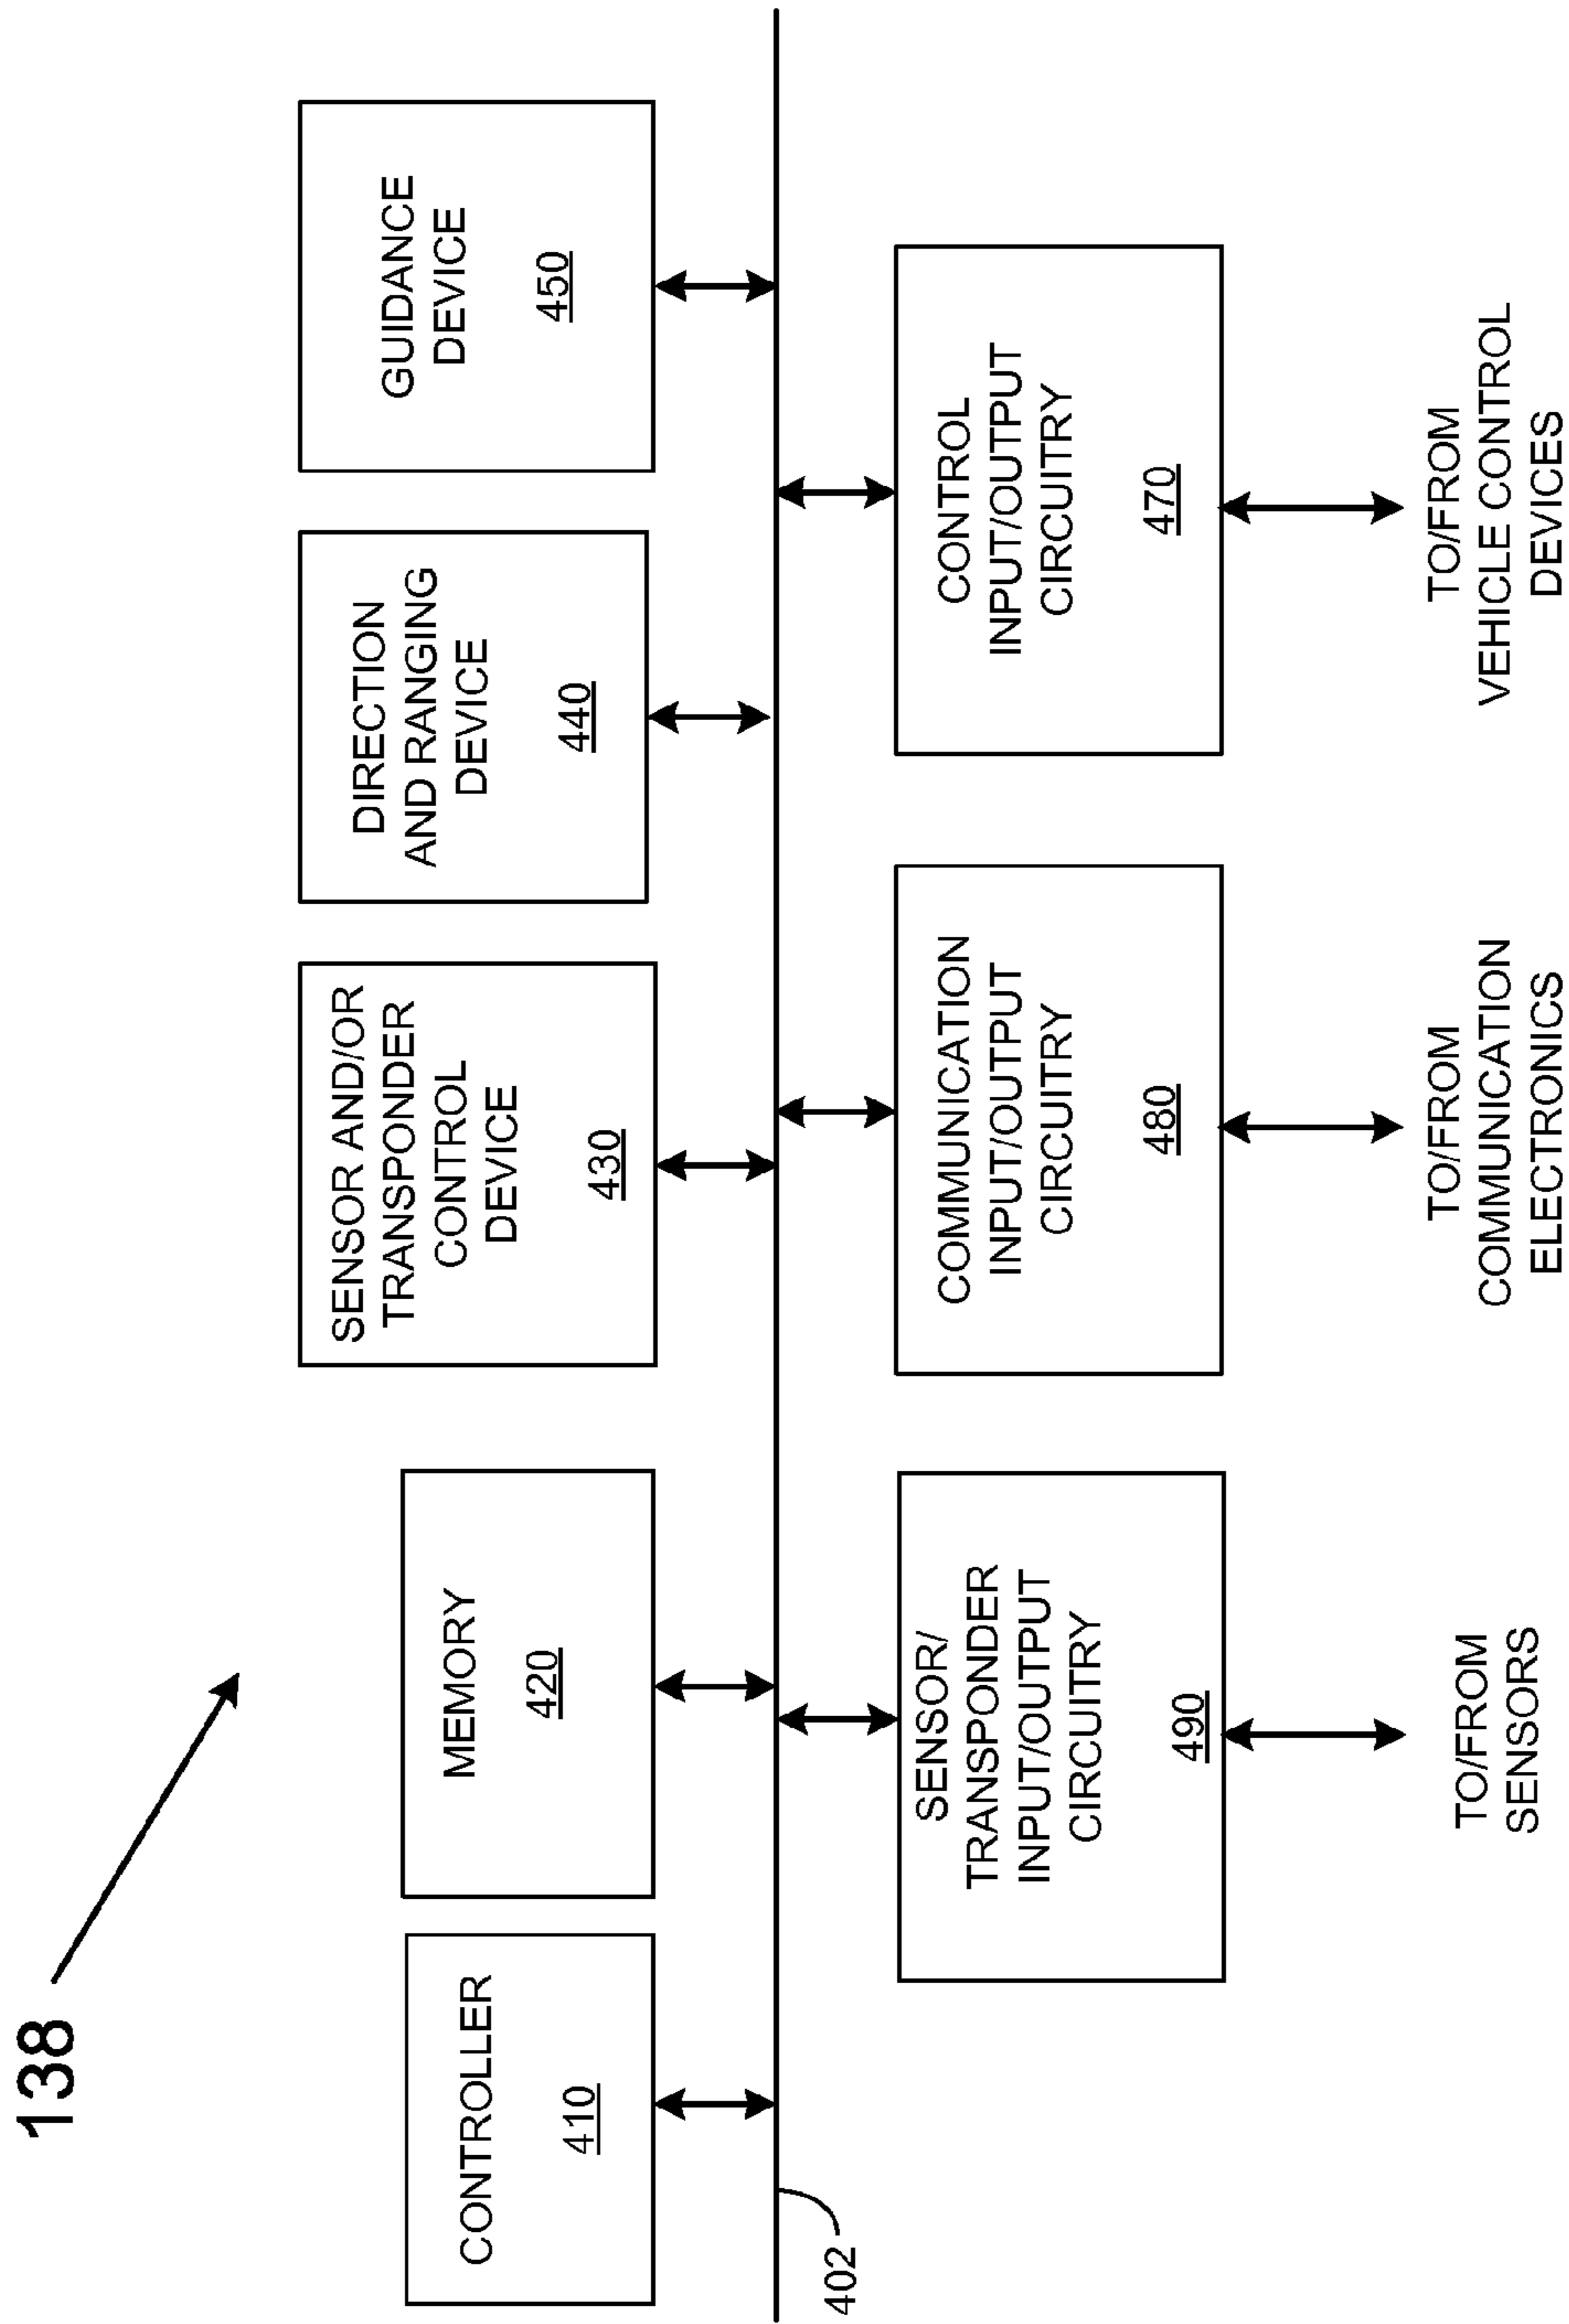 138
CONTROLLER
410
MEMORY
420
SENSOR AND/OR
TRANSPONDER
CONTROL
DEVICE
430
DIRECTION
AND RANGING
DEVICE
440
GUIDANCE
DEVICE
450
402
SENSOR/
TRANSPONDER
INPUT/OUTPUT
CIRCUITRY
490
COMMUNICATION
INPUT/OUTPUT
CIRCUITRY
480
CONTROL
INPUT/OUTPUT
CIRCUITRY
470
TO/FROM
SENSORS
TO/FROM
COMMUNICATION
ELECTRONICS
TO/FROM
VEHICLE CONTROL
DEVICES